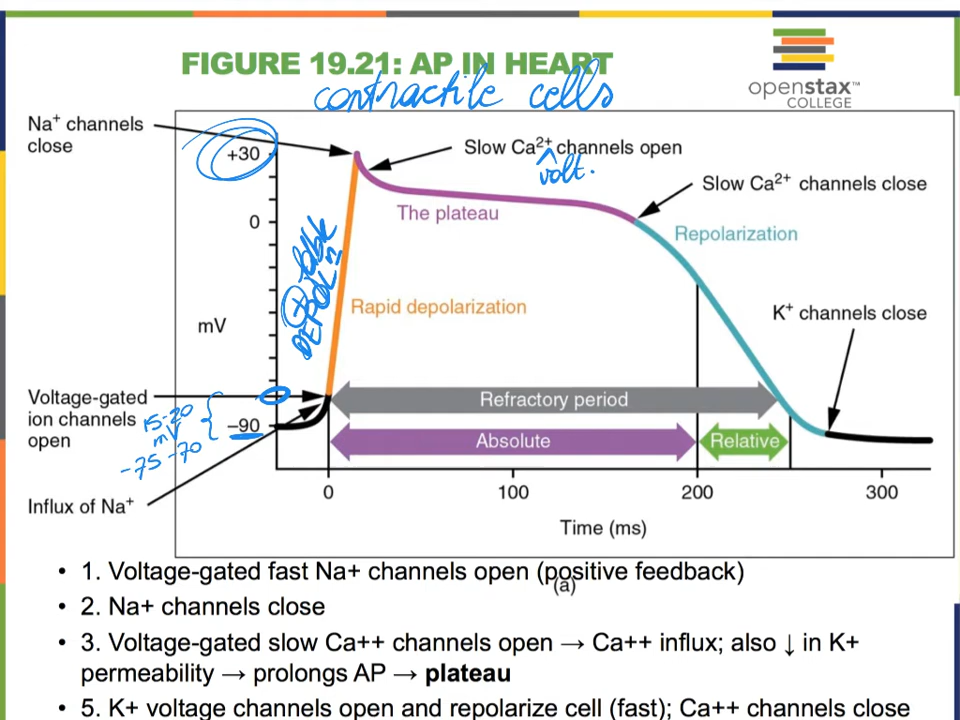 FIGURE 19.21: AP IN HEART
contractile cells
openstax™
COLLEGE
Na⁺ channels
close
+30
Slow Ca²⁺ channels open
^
volt.
Slow Ca²⁺ channels close
0
The plateau
Repolarization
DEPOL
Rapid depolarization
K⁺ channels close
mV
Voltage-gated
ion channels
open
15-20
mV
-75 -70
–90
Refractory period
Absolute
Relative
Influx of Na⁺
0 100 200 300
Time (ms)
(a)
• 1. Voltage-gated fast Na+ channels open (positive feedback)
• 2. Na+ channels close
• 3. Voltage-gated slow Ca++ channels open → Ca++ influx; also ↓ in K+
permeability → prolongs AP → plateau
• 5. K+ voltage channels open and repolarize cell (fast); Ca++ channels close